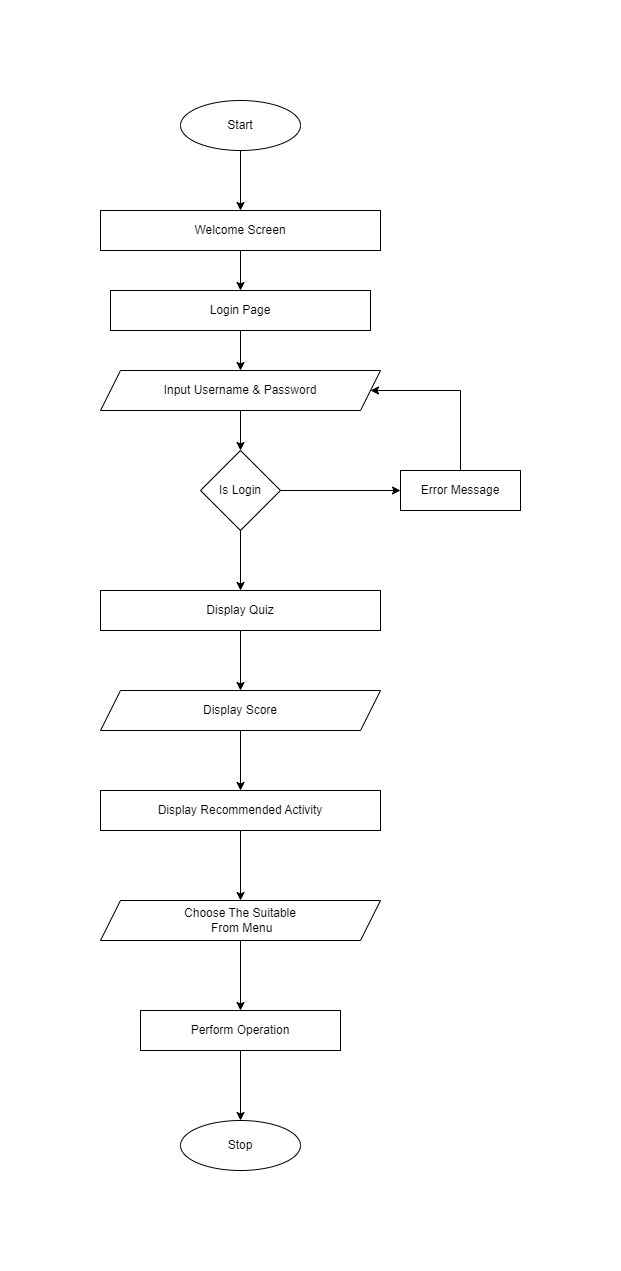 Start
Welcome Screen
Login Page
Input Username & Password
Is Login
Error Message
Display Quiz
Display Score
Display Recommended Activity
Choose The Suitable
From Menu
Perform Operation
Stop